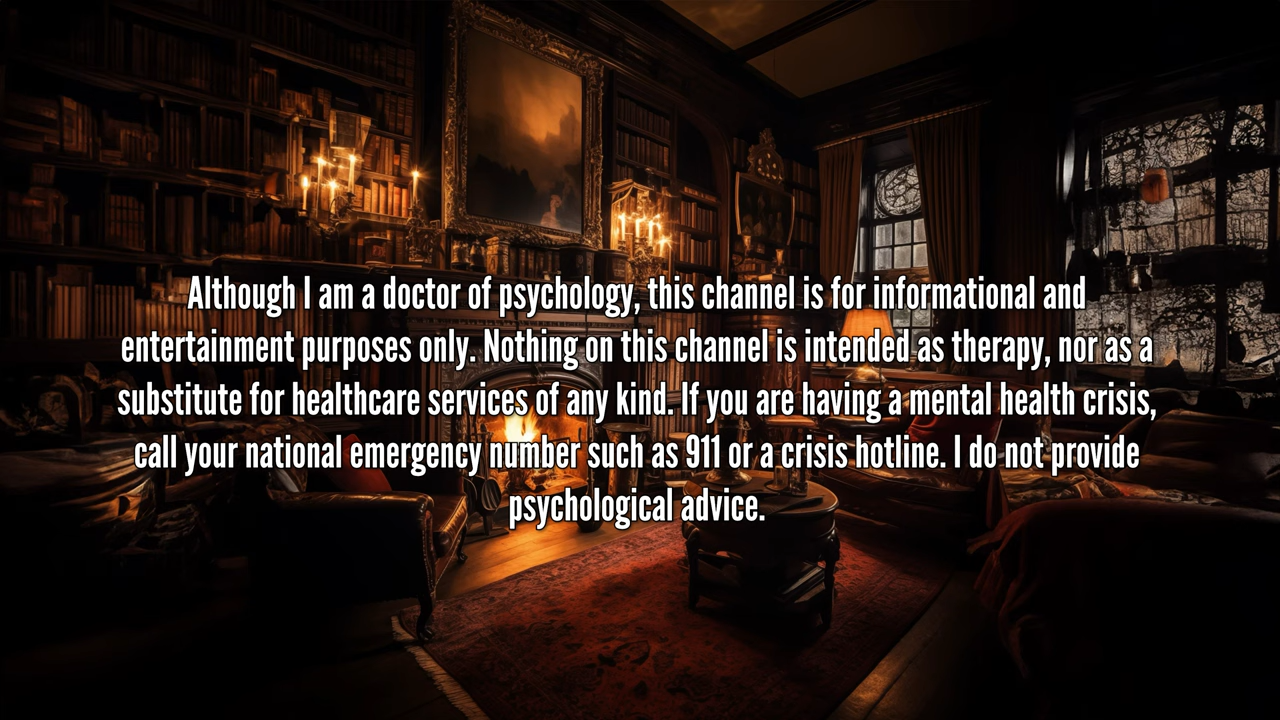 Although I am a doctor of psychology, this channel is for informational and
entertainment purposes only. Nothing on this channel is intended as therapy, nor as a
substitute for healthcare services of any kind. If you are having a mental health crisis,
call your national emergency number such as 911 or a crisis hotline. I do not provide
psychological advice.